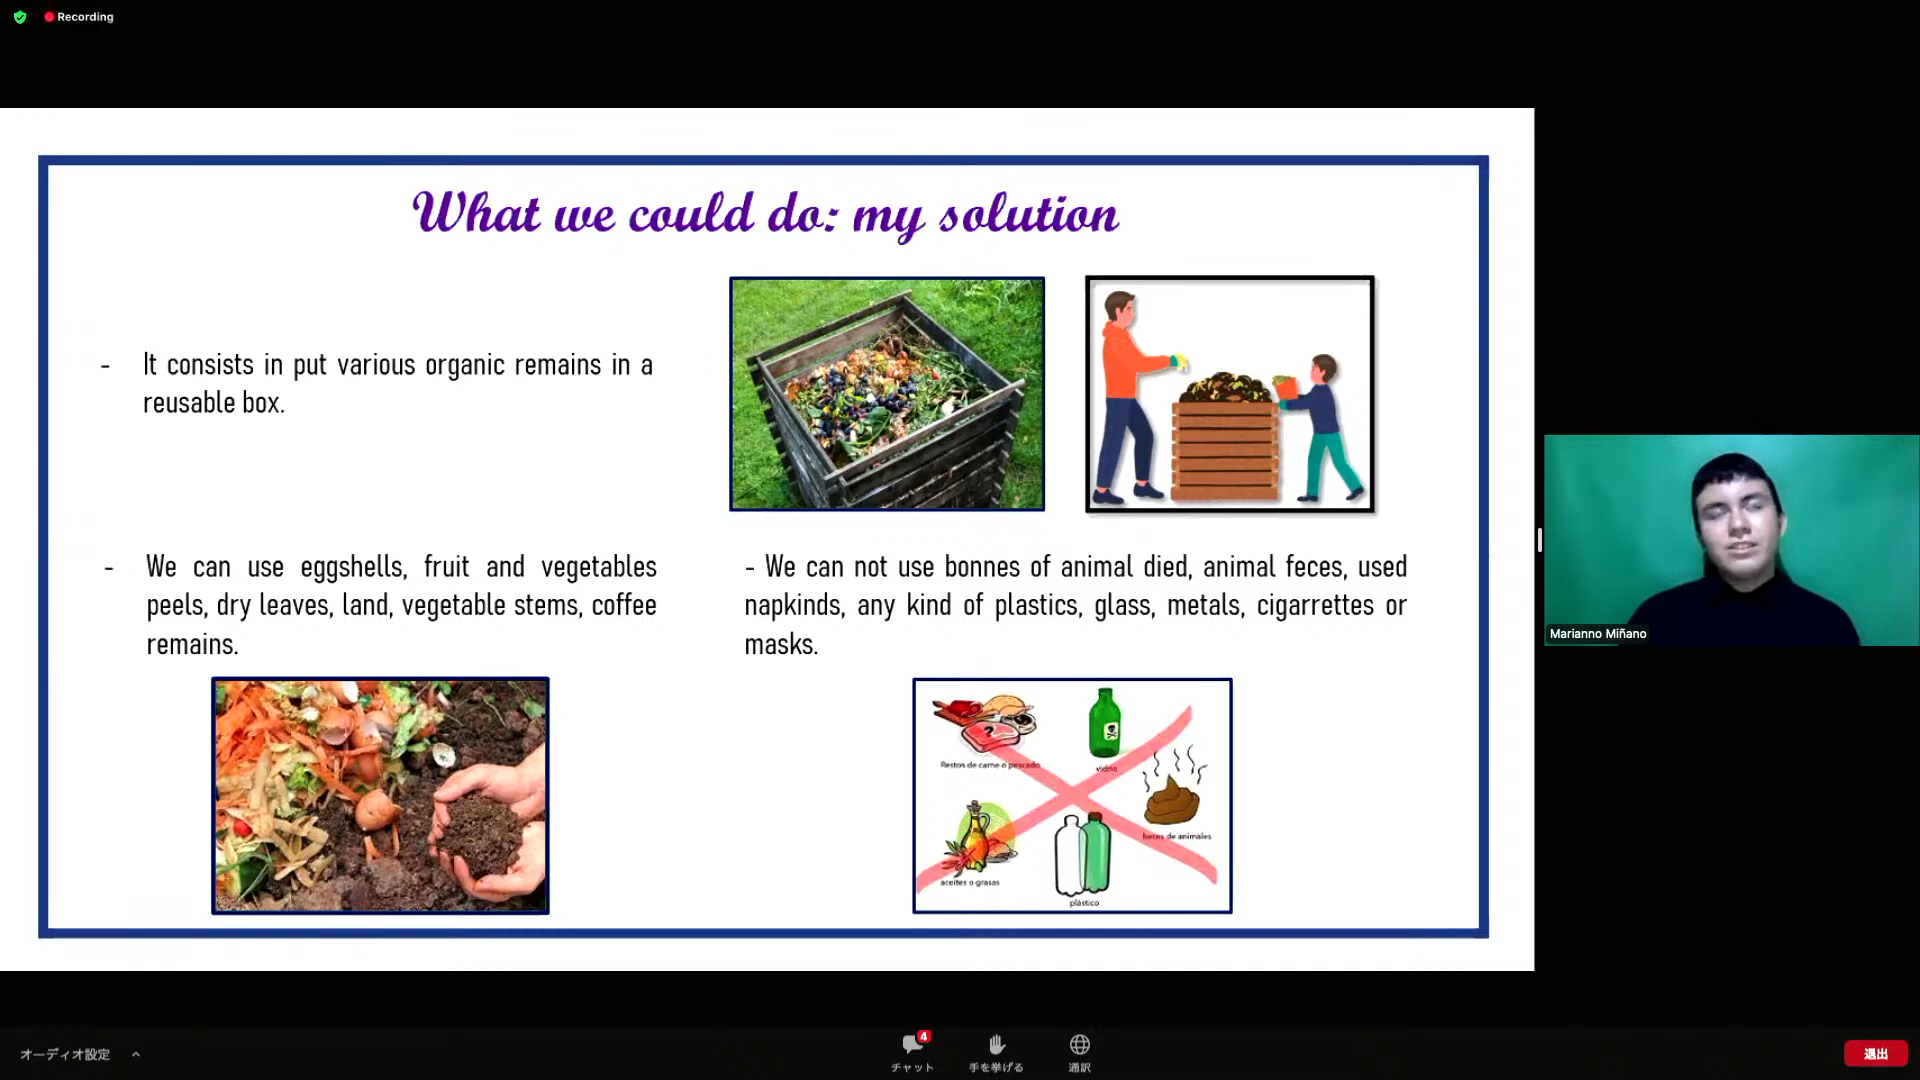 Recording
What we could do: my solution
- It consists in put various organic remains in a
reusable box.
- We can use eggshells, fruit and vegetables
peels, dry leaves, land, vegetable stems, coffee
remains.
- We can not use bonnes of animal died, animal feces, used
napkinds, any kind of plastics, glass, metals, cigarrettes or
masks.
Restos de carne o pescado
vidrio
heces de animales
aceites o grasas
plástico
Marianno Miñano
オーディオ設定
4
チャット
手を挙げる
通訳
退出